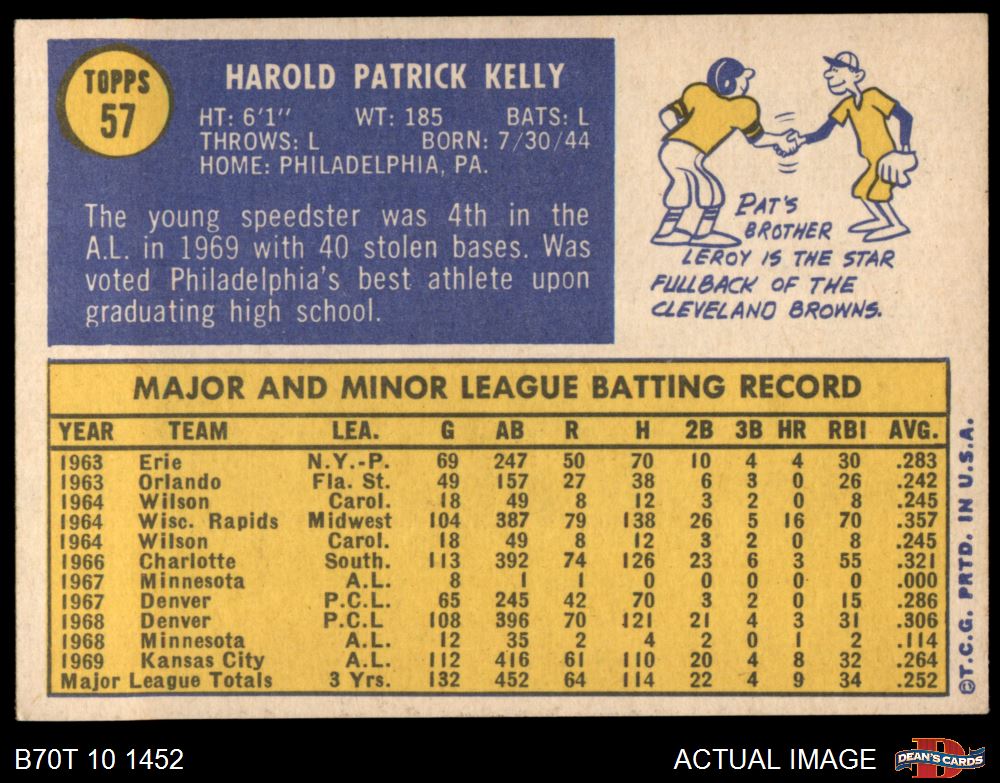 TOPPS
57
HAROLD PATRICK KELLY
HT: 6'1" WT: 185 BATS: L
THROWS: L BORN: 7/30/44
HOME: PHILADELPHIA, PA.
The young speedster was 4th in the
A.L. in 1969 with 40 stolen bases. Was
voted Philadelphia's best athlete upon
graduating high school.
PAT'S
BROTHER
LEROY IS THE STAR
FULLBACK OF THE
CLEVELAND BROWNS.
MAJOR AND MINOR LEAGUE BATTING RECORD
YEAR TEAM LEA. G AB R H 2B 3B HR RBI AVG.
1963 Erie N.Y.-P. 69 247 50 70 10 4 4 30 .283
1963 Orlando Fla. St. 49 157 27 38 6 3 0 26 .242
1964 Wilson Carol. 18 49 8 12 3 2 0 8 .245
1964 Wisc. Rapids Midwest 104 387 79 138 26 5 16 70 .357
1964 Wilson Carol. 18 49 8 12 3 2 0 8 .245
1966 Charlotte South. 113 392 74 126 23 6 3 55 .321
1967 Minnesota A.L. 8 1 1 0 0 0 0 0 .000
1967 Denver P.C.L. 65 245 42 70 3 2 0 15 .286
1968 Denver P.C.L 108 396 70 121 21 4 3 31 .306
1968 Minnesota A.L. 12 35 2 4 2 0 1 2 .114
1969 Kansas City A.L. 112 416 61 110 20 4 8 32 .264
Major League Totals 3 Yrs. 132 452 64 114 22 4 9 34 .252
©T.C.G. PRTD. IN U.S.A.
B70T 10 1452
ACTUAL IMAGE
DEAN'S CARDS